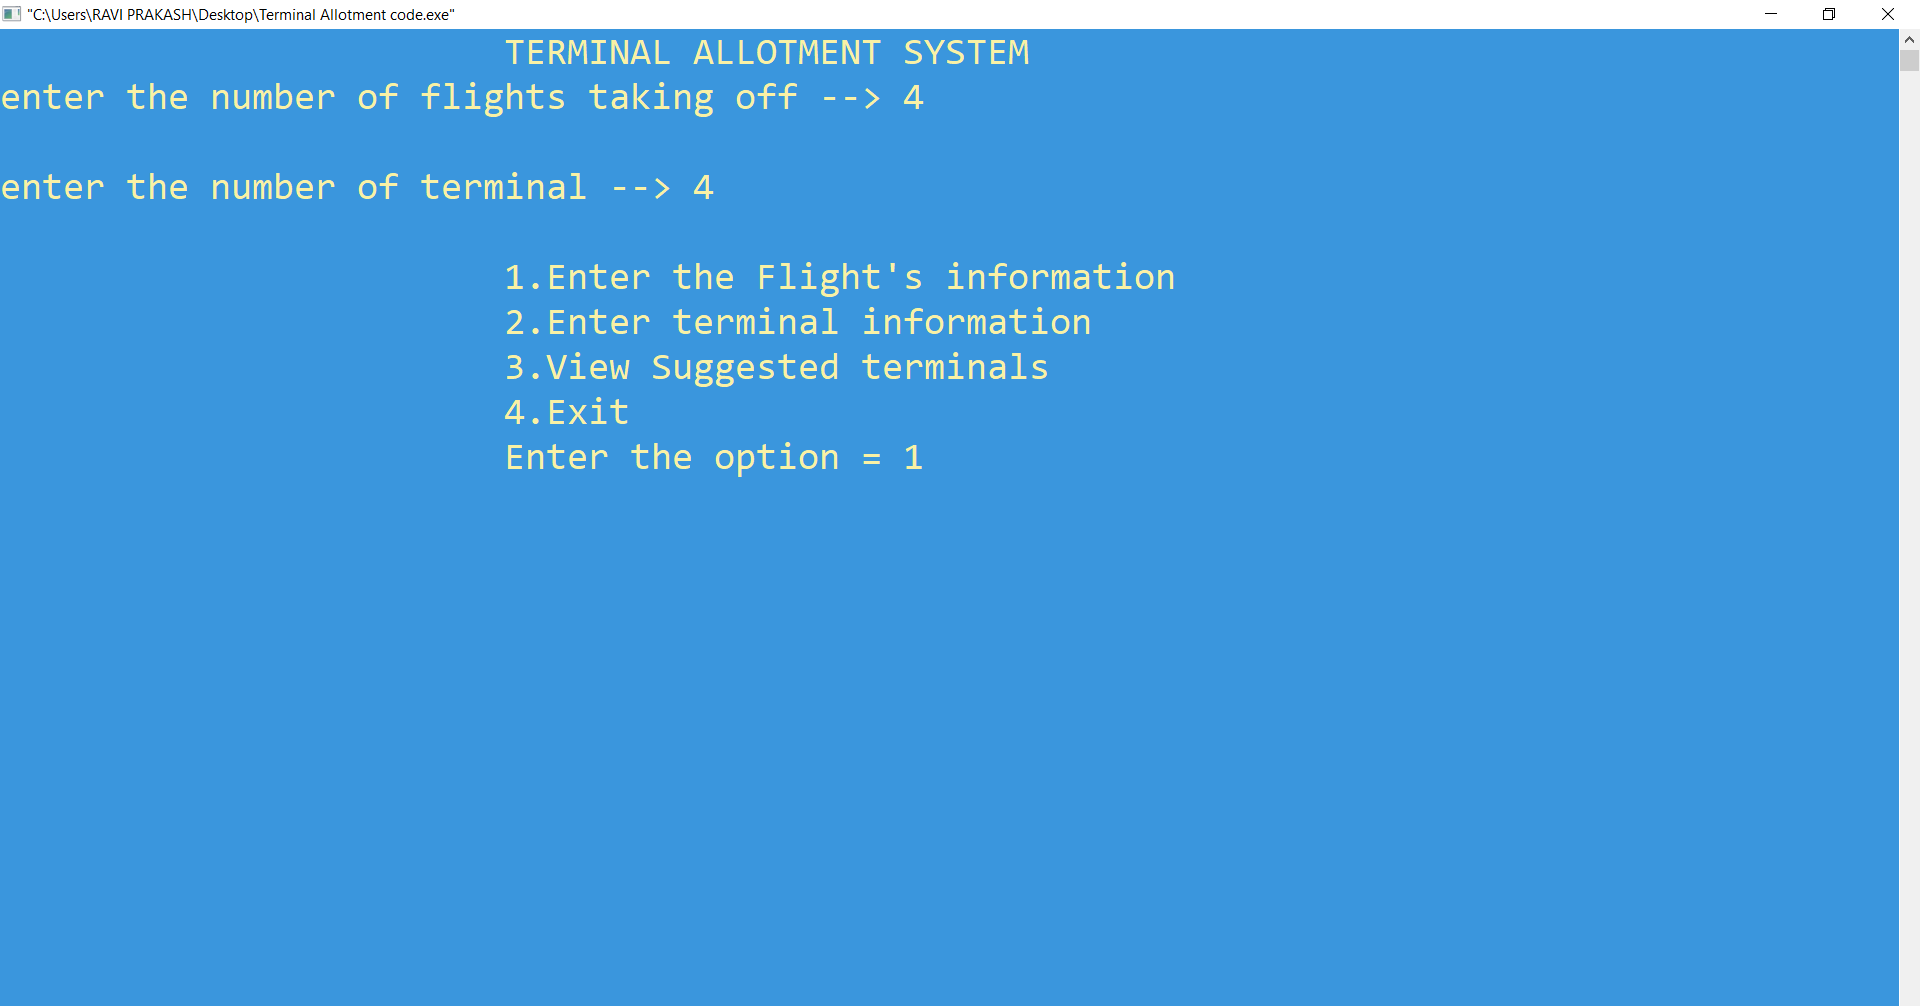 "C:\Users\RAVI PRAKASH\Desktop\Terminal Allotment code.exe"
TERMINAL ALLOTMENT SYSTEM
enter the number of flights taking off --> 4
enter the number of terminal --> 4
1.Enter the Flight's information
2.Enter terminal information
3.View Suggested terminals
4.Exit
Enter the option = 1